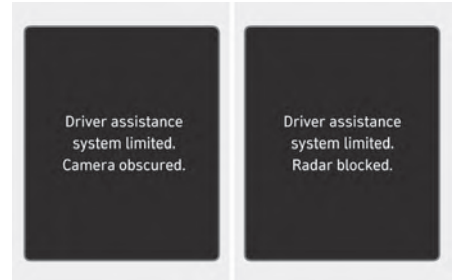 Driver assistance
system limited.
Camera obscured.
Driver assistance
system limited.
Radar blocked.